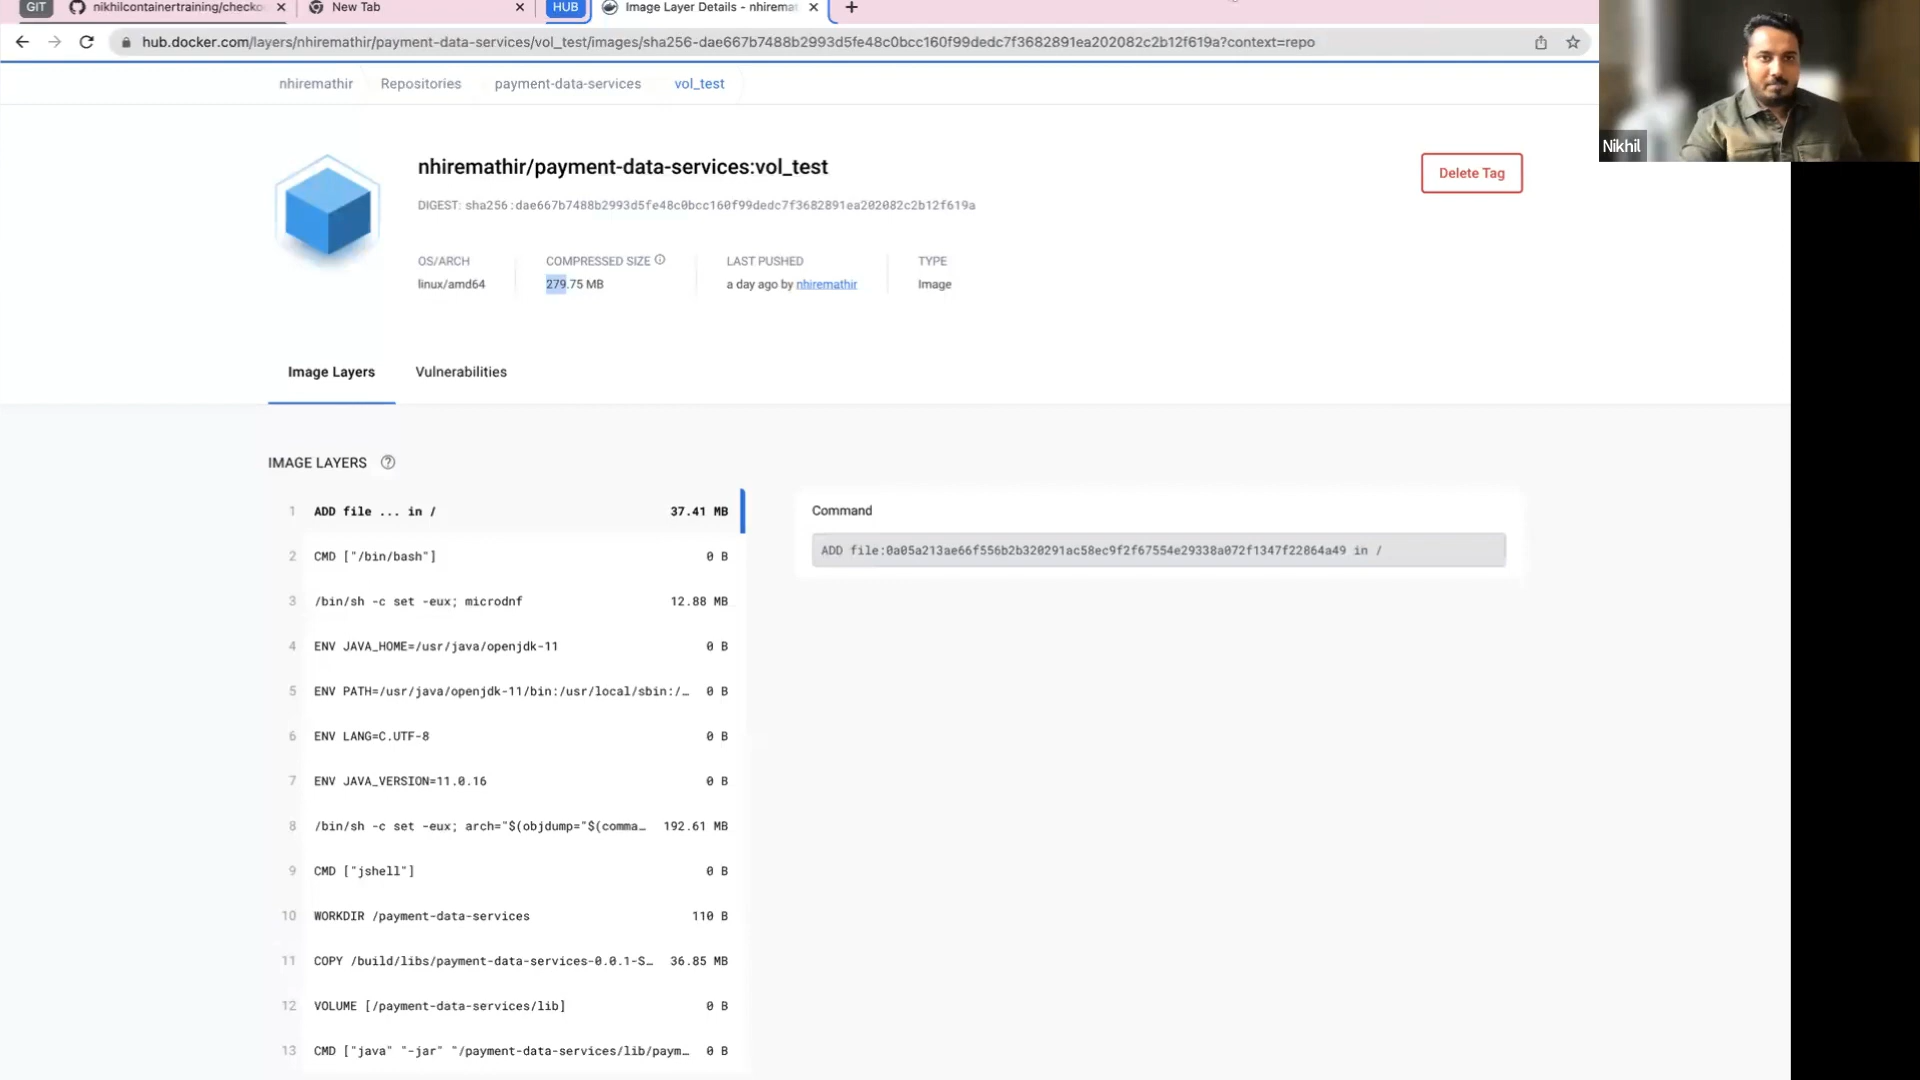 GIT nikhilcontainertraining/checko New Tab HUB Image Layer Details - nhiremat
hub.docker.com/layers/nhiremathir/payment-data-services/vol_test/images/sha256-dae667b7488b2993d5fe48c0bcc160f99dedc7f3682891ea202082c2b12f619a?context=repo
nhiremathir Repositories payment-data-services vol_test
Nikhil
nhiremathir/payment-data-services:vol_test
Delete Tag
DIGEST: sha256:dae667b7488b2993d5fe48c0bcc160f99dedc7f3682891ea202082c2b12f619a
OS/ARCH COMPRESSED SIZE LAST PUSHED TYPE
linux/amd64 279.75 MB a day ago by nhiremathir Image
Image Layers Vulnerabilities
IMAGE LAYERS
1 ADD file ... in / 37.41 MB
Command
ADD file:0a05a213ae66f556b2b320291ac58ec9f2f67554e29338a072f1347f22864a49 in /
2 CMD ["/bin/bash"] 0 B
3 /bin/sh -c set -eux; microdnf 12.88 MB
4 ENV JAVA_HOME=/usr/java/openjdk-11 0 B
5 ENV PATH=/usr/java/openjdk-11/bin:/usr/local/sbin:/… 0 B
6 ENV LANG=C.UTF-8 0 B
7 ENV JAVA_VERSION=11.0.16 0 B
8 /bin/sh -c set -eux; arch="$(objdump="$(comma… 192.61 MB
9 CMD ["jshell"] 0 B
10 WORKDIR /payment-data-services 110 B
11 COPY /build/libs/payment-data-services-0.0.1-S… 36.85 MB
12 VOLUME [/payment-data-services/lib] 0 B
13 CMD ["java" "-jar" "/payment-data-services/lib/paym… 0 B